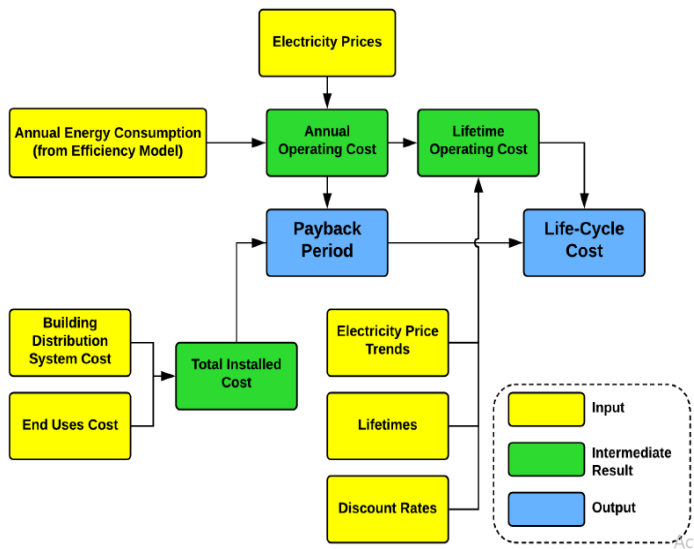 Electricity Prices
Annual Energy Consumption
(from Efficiency Model)
Annual
Operating Cost
Lifetime
Operating Cost
Payback
Period
Life-Cycle
Cost
Building
Distribution
System Cost
Total Installed
Cost
End Uses Cost
Electricity Price
Trends
Lifetimes
Discount Rates
Input
Intermediate
Result
Output
Ac